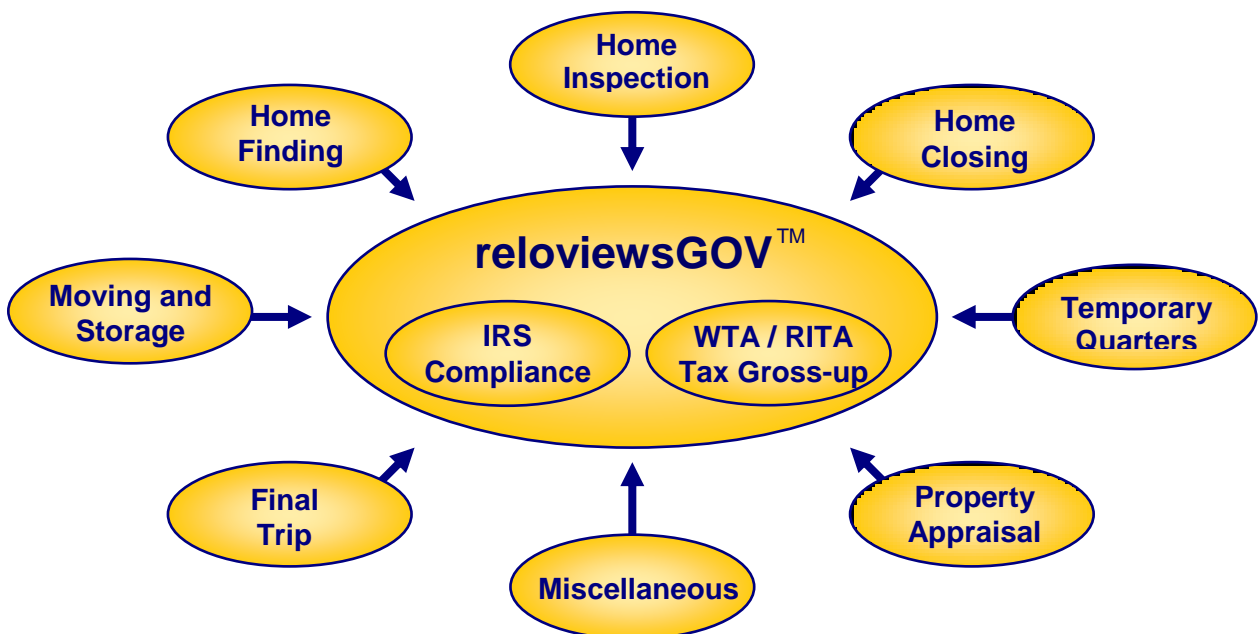 Home
Inspection
Home
Finding
Home
Closing
reloviewsGOV™
Moving and
Storage
IRS
Compliance
WTA / RITA
Tax Gross-up
Temporary
Quarters
Final
Trip
Property
Appraisal
Miscellaneous